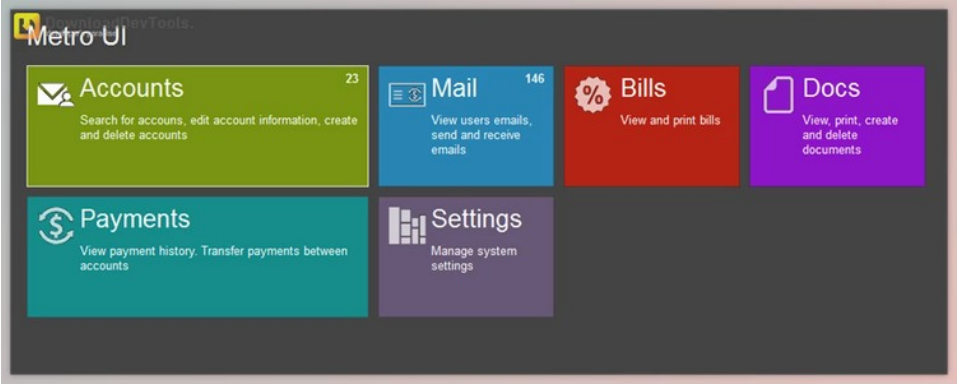 DownloadDevTools.
Metro UI
Accounts
23
Search for accouns, edit account information, create
and delete accounts
Mail
146
View users emails,
send and receive
emails
Bills
View and print bills
Docs
View, print, create
and delete
documents
Payments
View payment history. Transfer payments between
accounts
Settings
Manage system
settings